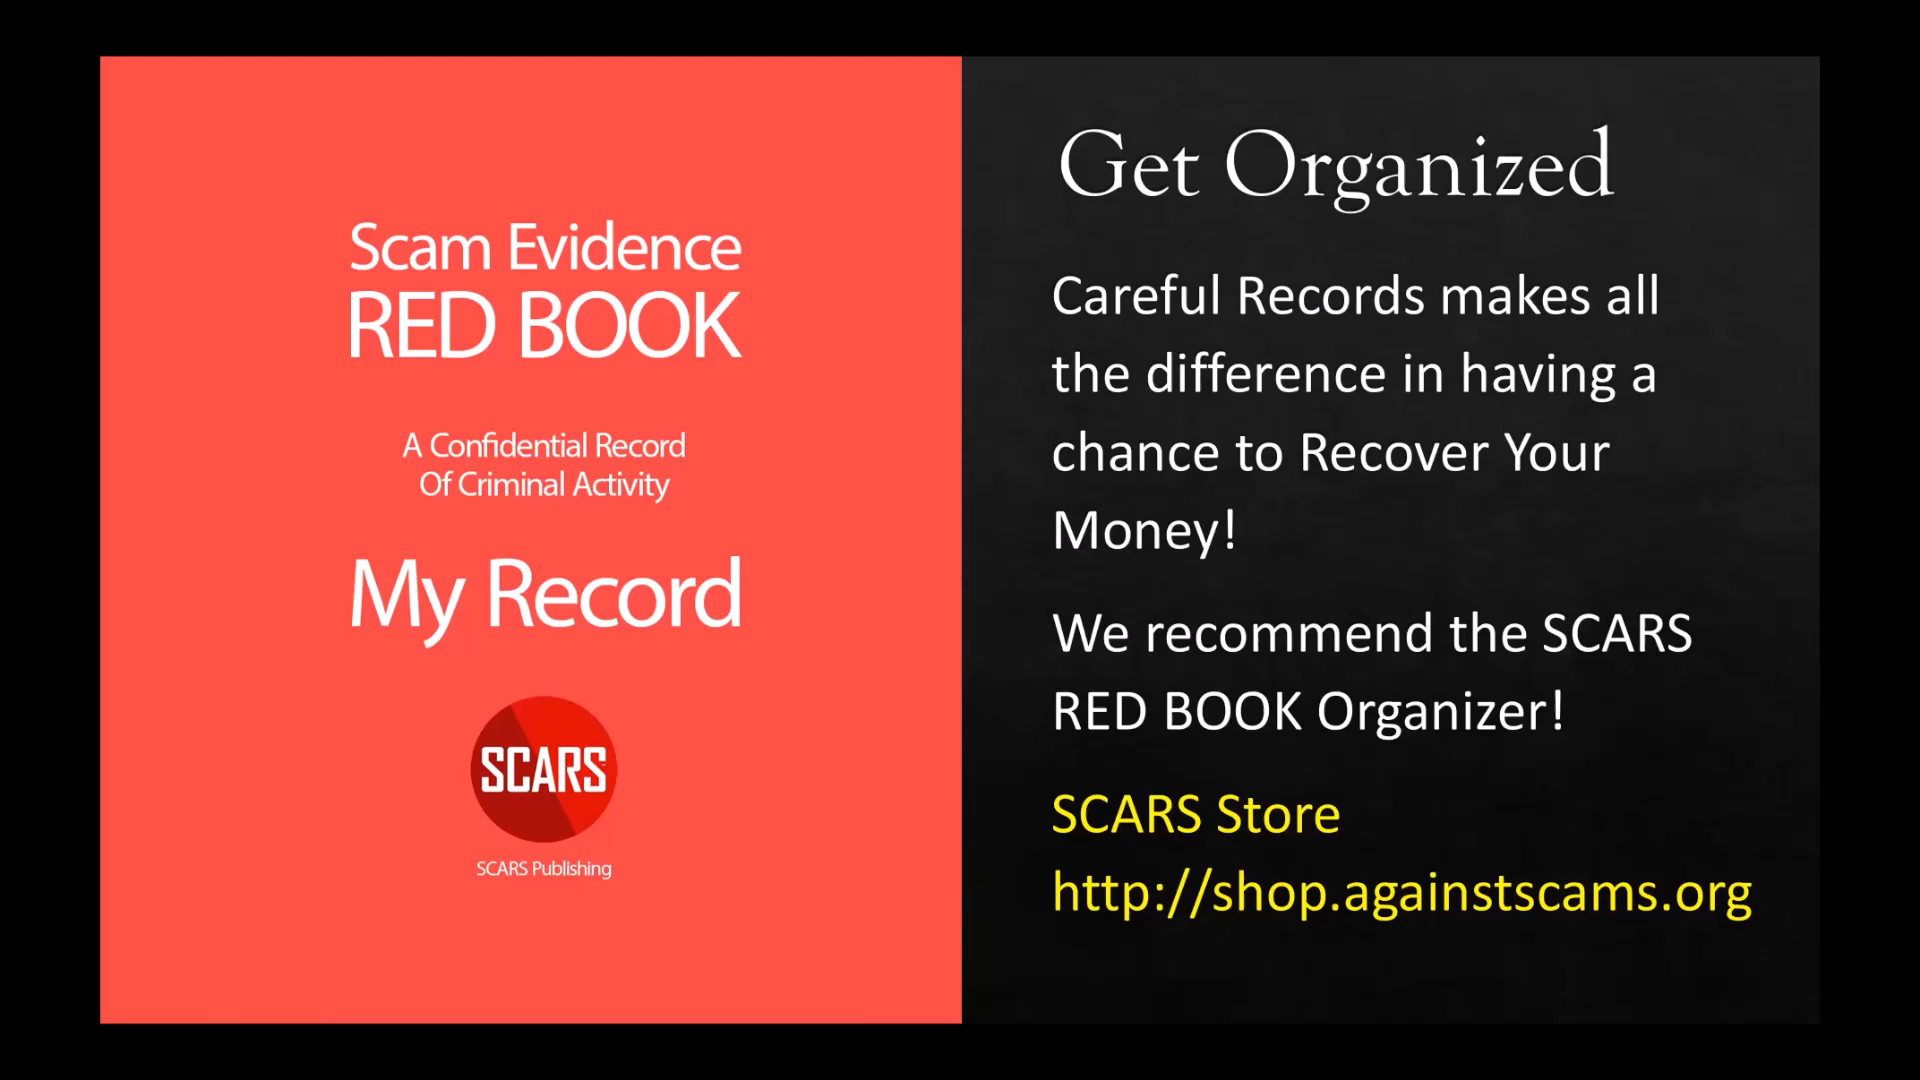 Scam Evidence
RED BOOK
A Confidential Record
Of Criminal Activity
My Record
SCARS
SCARS Publishing
Get Organized
Careful Records makes all
the difference in having a
chance to Recover Your
Money!
We recommend the SCARS
RED BOOK Organizer!
SCARS Store
http://shop.againstscams.org